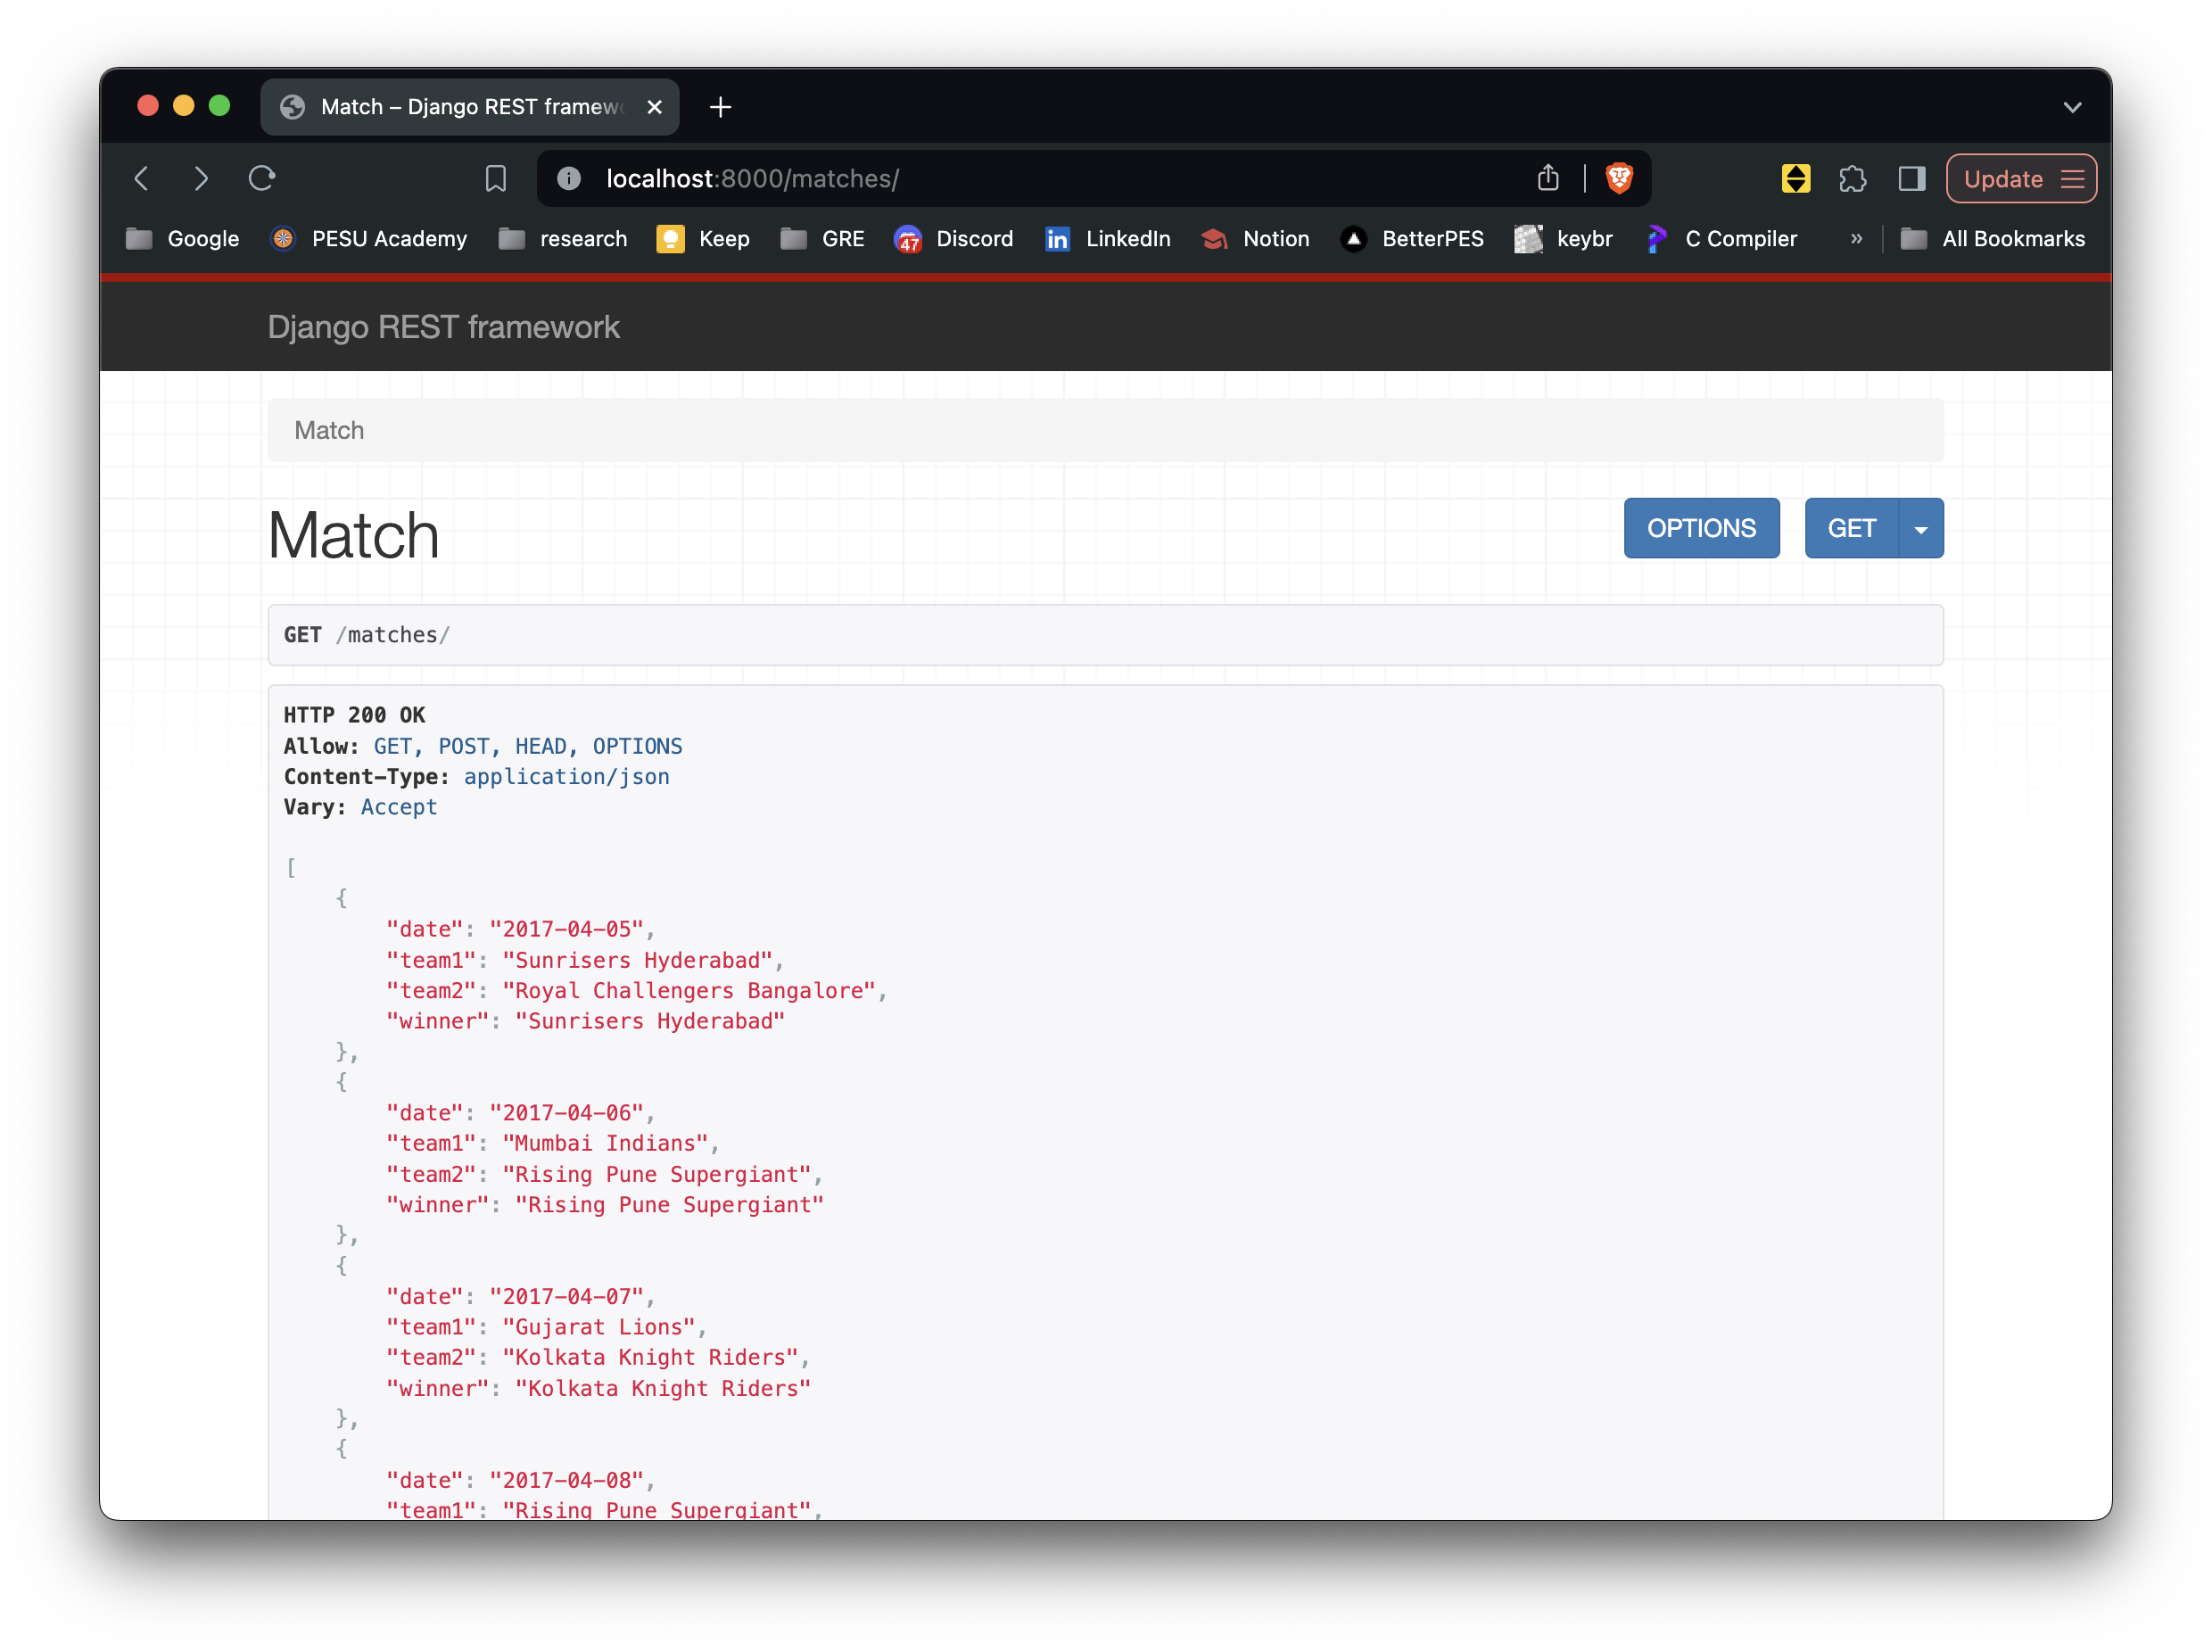 Match – Django REST framew
localhost:8000/matches/
Update
Google PESU Academy research Keep GRE 47 Discord in LinkedIn Notion BetterPES keybr C Compiler » All Bookmarks
Django REST framework
Match
Match
OPTIONS GET
GET /matches/
HTTP 200 OK
Allow: GET, POST, HEAD, OPTIONS
Content-Type: application/json
Vary: Accept
[
{
"date": "2017-04-05",
"team1": "Sunrisers Hyderabad",
"team2": "Royal Challengers Bangalore",
"winner": "Sunrisers Hyderabad"
},
{
"date": "2017-04-06",
"team1": "Mumbai Indians",
"team2": "Rising Pune Supergiant",
"winner": "Rising Pune Supergiant"
},
{
"date": "2017-04-07",
"team1": "Gujarat Lions",
"team2": "Kolkata Knight Riders",
"winner": "Kolkata Knight Riders"
},
{
"date": "2017-04-08",
"team1": "Rising Pune Supergiant",